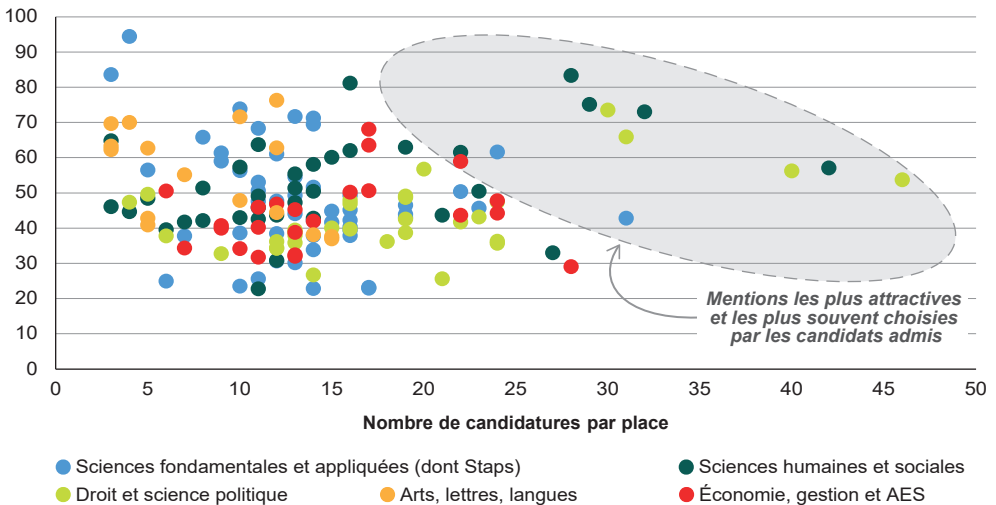 100
90
80
70
60
50
40
30
20
10
0
Mentions les plus attractives
et les plus souvent choisies
par les candidats admis
0 5 10 15 20 25 30 35 40 45 50
Nombre de candidatures par place
Sciences fondamentales et appliquées (dont Staps) Sciences humaines et sociales
Droit et science politique Arts, lettres, langues Économie, gestion et AES